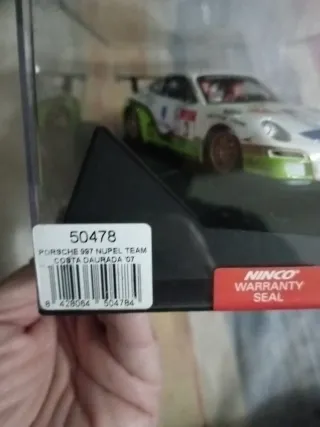 50478
PORSCHE 997 NUPEL TEAM
COSTA DAURADA '07
8 428064 504784
NINCO
WARRANTY
SEAL